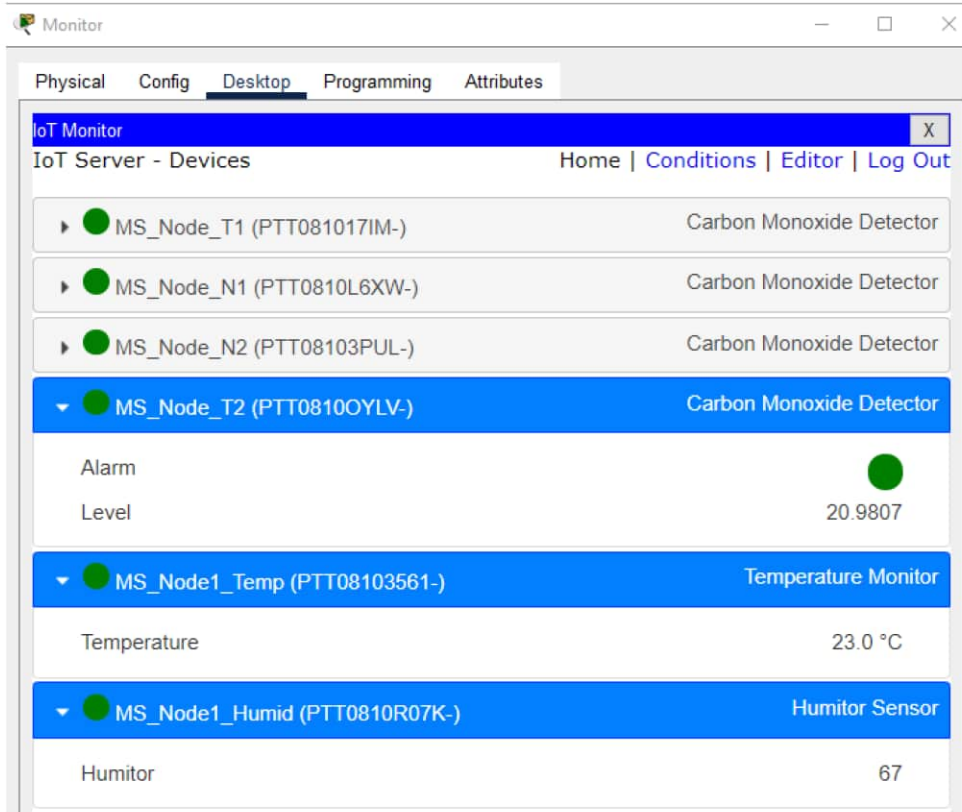 Monitor
Physical Config Desktop Programming Attributes
IoT Monitor X
IoT Server - Devices Home | Conditions | Editor | Log Out
MS_Node_T1 (PTT081017IM-) Carbon Monoxide Detector
MS_Node_N1 (PTT0810L6XW-) Carbon Monoxide Detector
MS_Node_N2 (PTT08103PUL-) Carbon Monoxide Detector
MS_Node_T2 (PTT0810OYLV-) Carbon Monoxide Detector
Alarm
Level 20.9807
MS_Node1_Temp (PTT08103561-) Temperature Monitor
Temperature 23.0 °C
MS_Node1_Humid (PTT0810R07K-) Humitor Sensor
Humitor 67